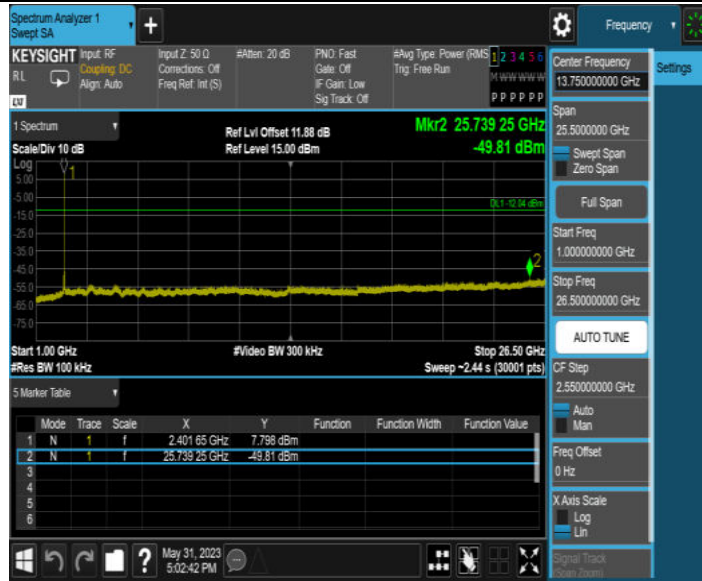 Spectrum Analyzer 1
Swept SA
Frequency
KEYSIGHT
RL
Input: RF
Coupling: DC
Align: Auto
Input Z: 50 Ω
Corrections: Off
Freq Ref: Int (S)
#Atten: 20 dB
PNO: Fast
Gate: Off
IF Gain: Low
Sig Track: Off
#Avg Type: Power (RMS
Trig: Free Run
1 2 3 4 5 6
M W W W W W
P P P P P P
Settings
Center Frequency
13.750000000 GHz
Span
25.5000000 GHz
Swept Span
Zero Span
Full Span
Start Freq
1.000000000 GHz
Stop Freq
26.500000000 GHz
AUTO TUNE
CF Step
2.550000000 GHz
Auto
Man
Freq Offset
0 Hz
X Axis Scale
Log
Lin
Signal Track
(Span Zoom)
1 Spectrum
Scale/Div 10 dB
Ref Lvl Offset 11.88 dB
Ref Level 15.00 dBm
Mkr2 25.739 25 GHz
-49.81 dBm
Log
1
5.00
-5.00
DL1 -12.04 dBm
-15.0
-25.0
-35.0
2
-45.0
-55.0
-65.0
-75.0
Start 1.00 GHz
#Video BW 300 kHz
Stop 26.50 GHz
#Res BW 100 kHz
Sweep ~2.44 s (30001 pts)
5 Marker Table
Mode Trace Scale X Y Function Function Width Function Value
1 N 1 f 2.401 65 GHz 7.798 dBm
2 N 1 f 25.739 25 GHz -49.81 dBm
3
4
5
6
May 31, 2023
5:02:42 PM